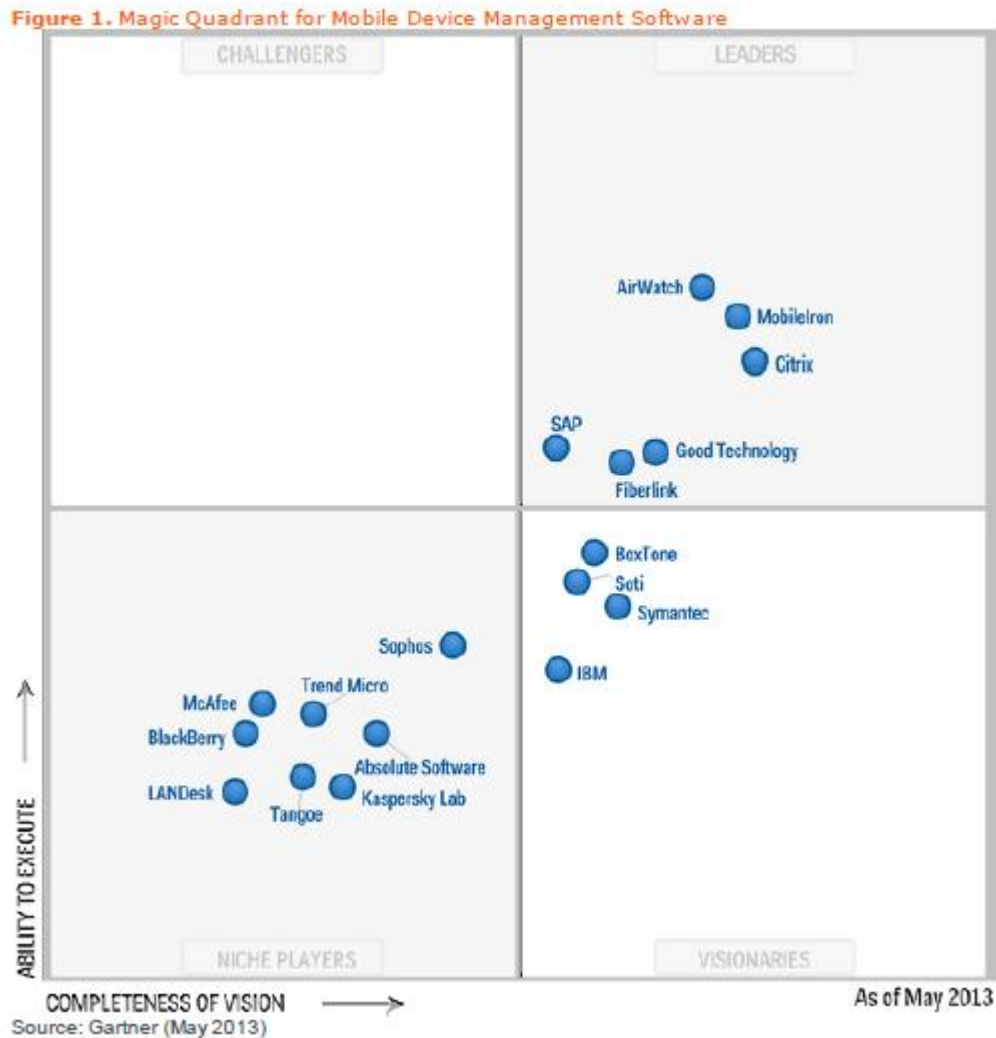 Figure 1. Magic Quadrant for Mobile Device Management Software
CHALLENGERS
LEADERS
AirWatch
MobileIron
Citrix
SAP
Good Technology
Fiberlink
BoxTone
Soti
Symantec
IBM
Sophos
Trend Micro
McAfee
BlackBerry
Absolute Software
LANDesk
Kaspersky Lab
Tangoe
ABILITY TO EXECUTE
NICHE PLAYERS
VISIONARIES
COMPLETENESS OF VISION
As of May 2013
Source: Gartner (May 2013)